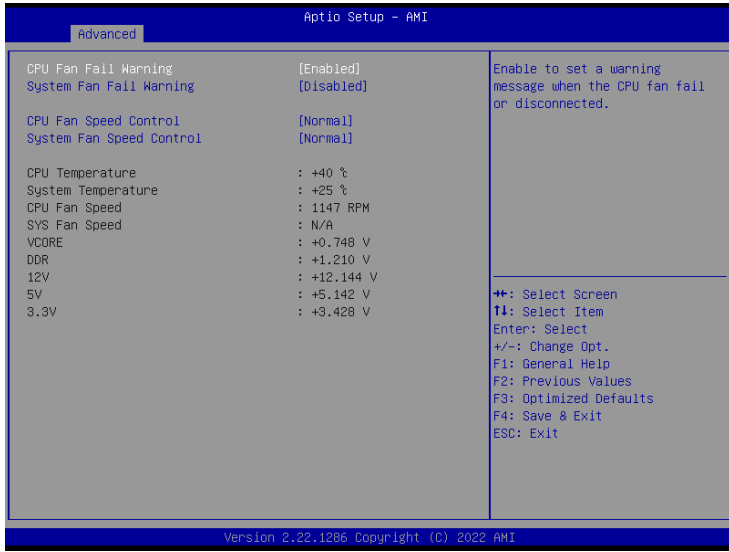 Aptio Setup – AMI
Advanced
CPU Fan Fail Warning [Enabled]
System Fan Fail Warning [Disabled]
CPU Fan Speed Control [Normal]
System Fan Speed Control [Normal]
CPU Temperature : +40 ℃
System Temperature : +25 ℃
CPU Fan Speed : 1147 RPM
SYS Fan Speed : N/A
VCORE : +0.748 V
DDR : +1.210 V
12V : +12.144 V
5V : +5.142 V
3.3V : +3.428 V
Enable to set a warning
message when the CPU fan fail
or disconnected.
→←: Select Screen
↑↓: Select Item
Enter: Select
+/-: Change Opt.
F1: General Help
F2: Previous Values
F3: Optimized Defaults
F4: Save & Exit
ESC: Exit
Version 2.22.1286 Copyright (C) 2022 AMI